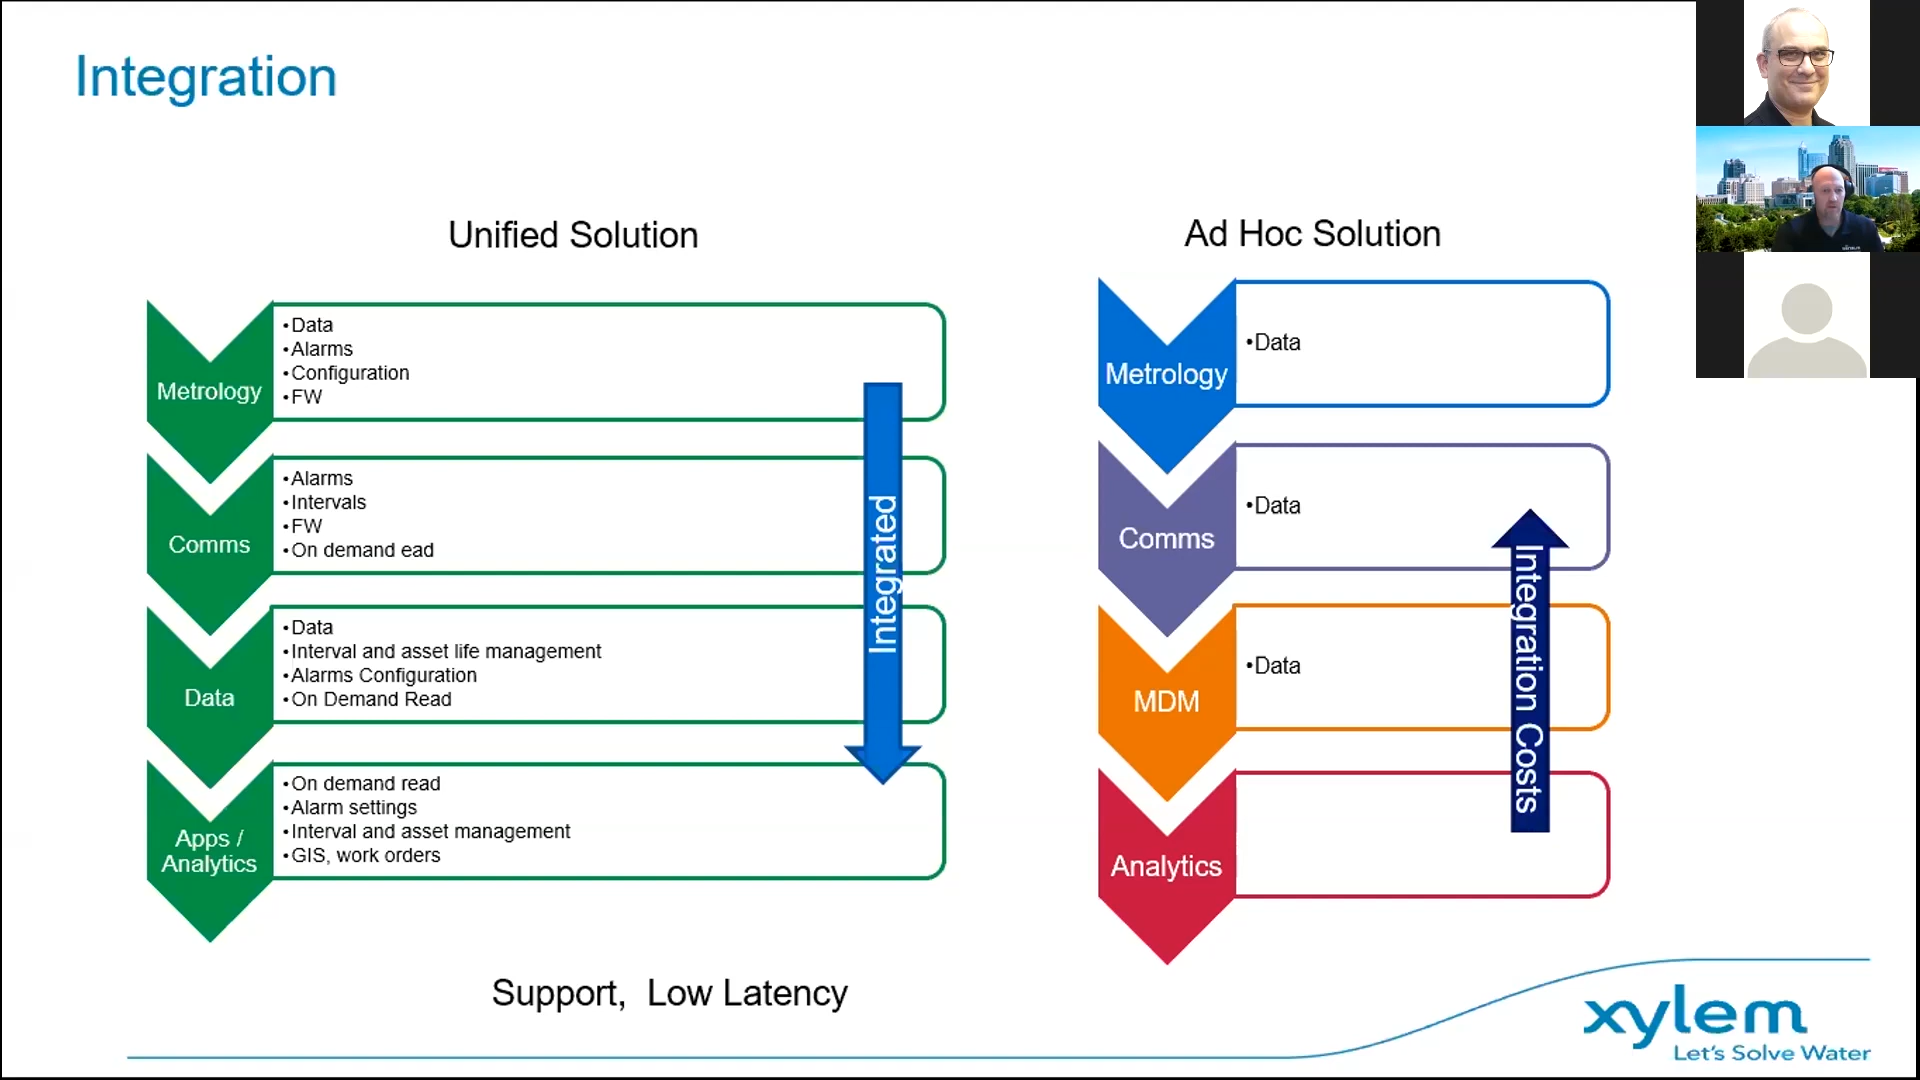 Integration
Unified Solution
Metrology
•Data
•Alarms
•Configuration
•FW
Comms
•Alarms
•Intervals
•FW
•On demand ead
Data
•Data
•Interval and asset life management
•Alarms Configuration
•On Demand Read
Apps /
Analytics
•On demand read
•Alarm settings
•Interval and asset management
•GIS, work orders
Integrated
Support,  Low Latency
Ad Hoc Solution
Metrology
•Data
Comms
•Data
MDM
•Data
Analytics
Integration Costs
xylem
Let's Solve Water